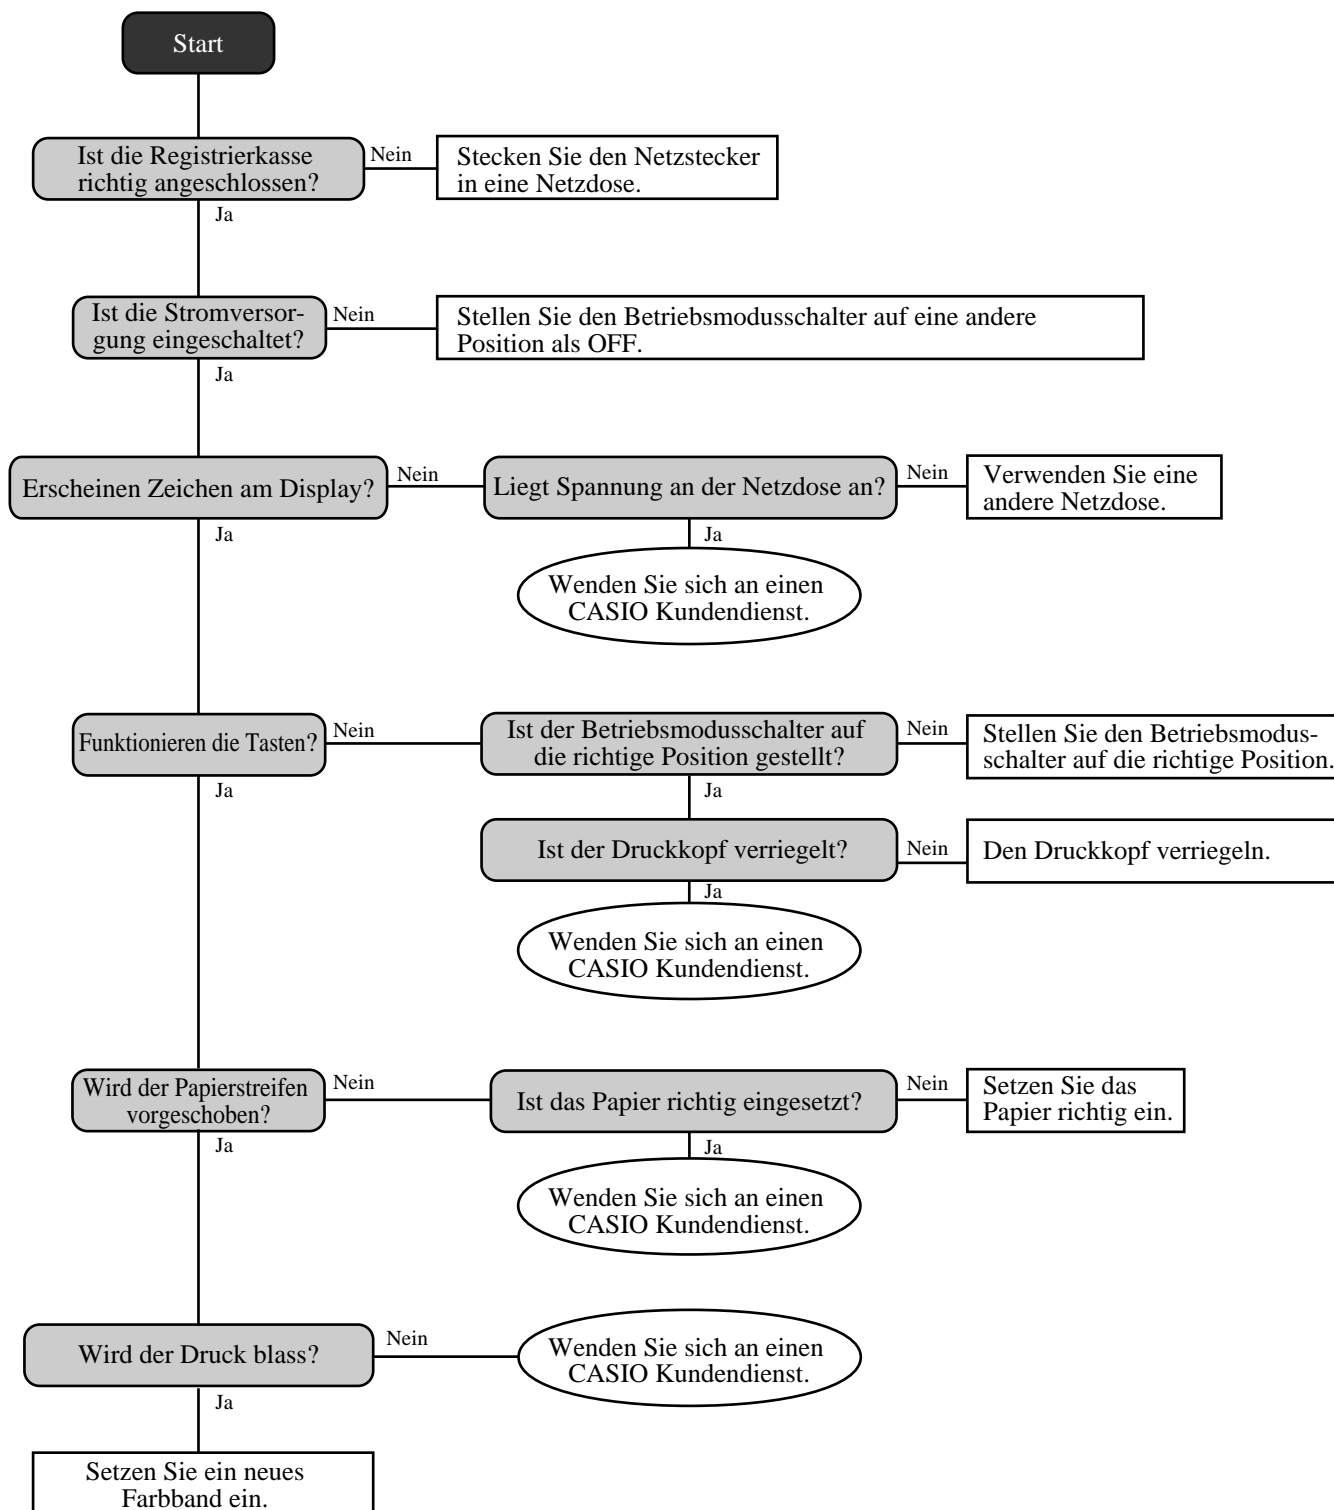 Start
Ist die Registrierkasse
richtig angeschlossen?
Nein
Stecken Sie den Netzstecker
in eine Netzdose.
Ja
Ist die Stromversor-
gung eingeschaltet?
Nein
Stellen Sie den Betriebsmodusschalter auf eine andere
Position als OFF.
Ja
Erscheinen Zeichen am Display?
Nein
Liegt Spannung an der Netzdose an?
Nein
Verwenden Sie eine
andere Netzdose.
Ja
Ja
Wenden Sie sich an einen
CASIO Kundendienst.
Funktionieren die Tasten?
Nein
Ist der Betriebsmodusschalter auf
die richtige Position gestellt?
Nein
Stellen Sie den Betriebsmodus-
schalter auf die richtige Position.
Ja
Ja
Ist der Druckkopf verriegelt?
Nein
Den Druckkopf verriegeln.
Ja
Wenden Sie sich an einen
CASIO Kundendienst.
Wird der Papierstreifen
vorgeschoben?
Nein
Ist das Papier richtig eingesetzt?
Nein
Setzen Sie das
Papier richtig ein.
Ja
Ja
Wenden Sie sich an einen
CASIO Kundendienst.
Wird der Druck blass?
Nein
Wenden Sie sich an einen
CASIO Kundendienst.
Ja
Setzen Sie ein neues
Farbband ein.